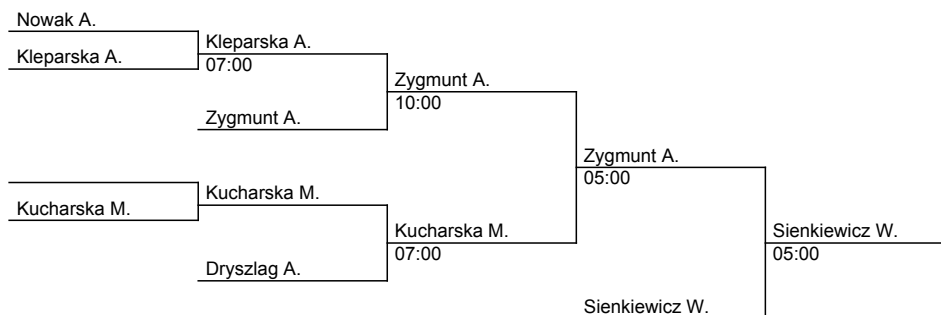 Nowak A.
Kleparska A.
Kleparska A.
07:00
Zygmunt A.
Zygmunt A.
10:00
Kucharska M.
Kucharska M.
Dryszlag A.
Kucharska M.
07:00
Zygmunt A.
05:00
Sienkiewicz W.
Sienkiewicz W.
05:00